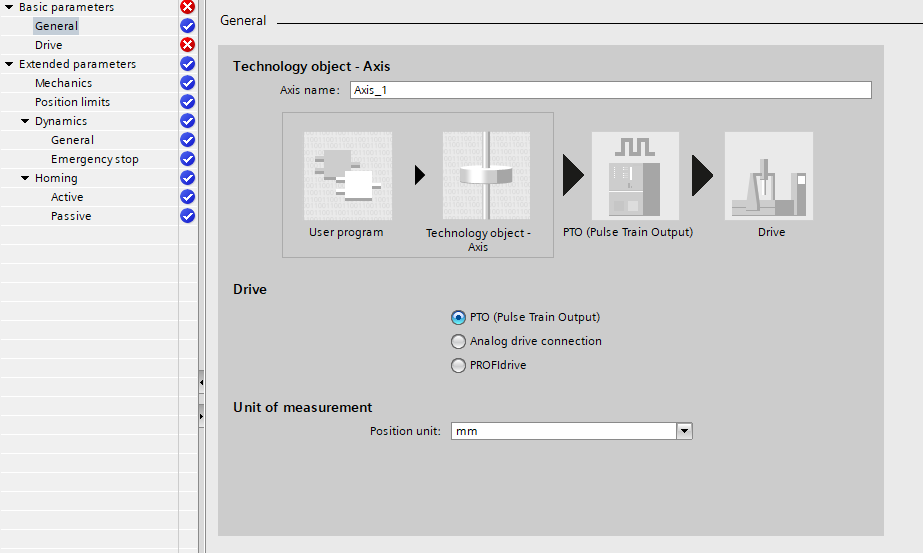 Basic parameters
General
Drive
Extended parameters
Mechanics
Position limits
Dynamics
General
Emergency stop
Homing
Active
Passive
General
Technology object - Axis
Axis name: Axis_1
User program
Technology object -
Axis
PTO (Pulse Train Output)
Drive
Drive
PTO (Pulse Train Output)
Analog drive connection
PROFIdrive
Unit of measurement
Position unit: mm